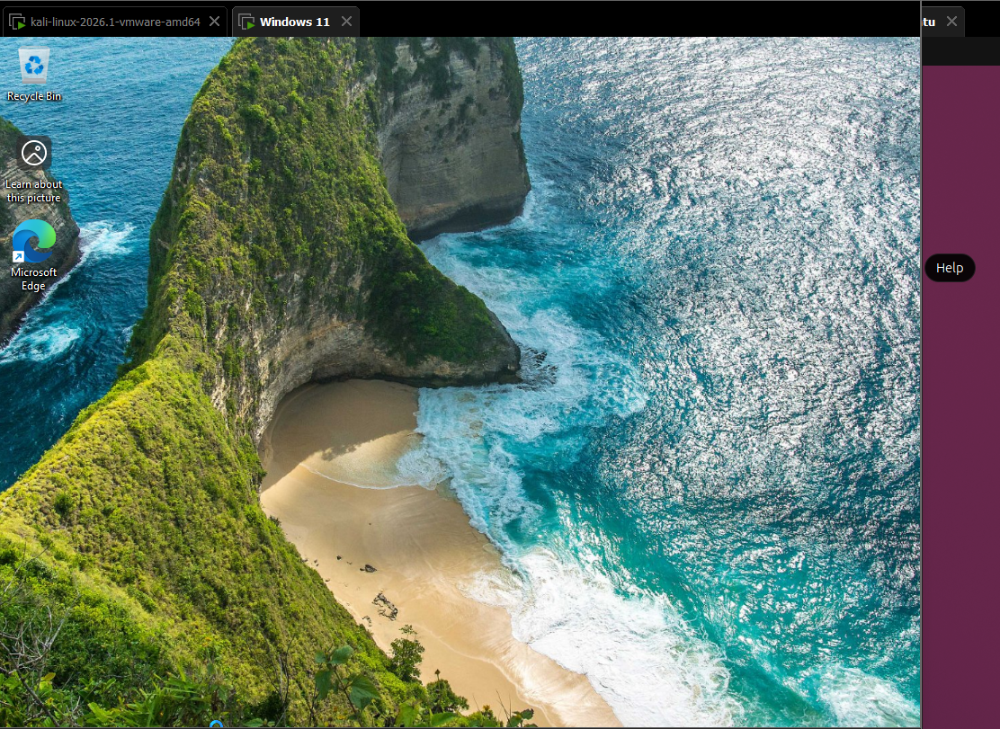 kali-linux-2026.1-vmware-amd64
Windows 11
tu
Recycle Bin
Learn about
this picture
Microsoft
Edge
Help